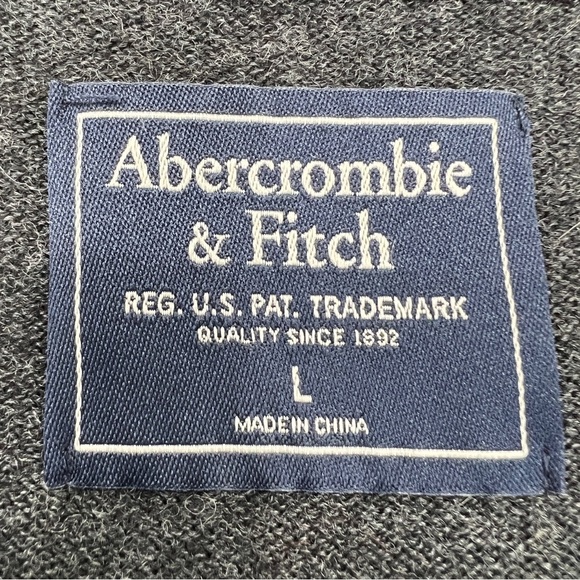 Abercrombie
& Fitch
REG. U.S. PAT. TRADEMARK
QUALITY SINCE 1892
L
MADE IN CHINA